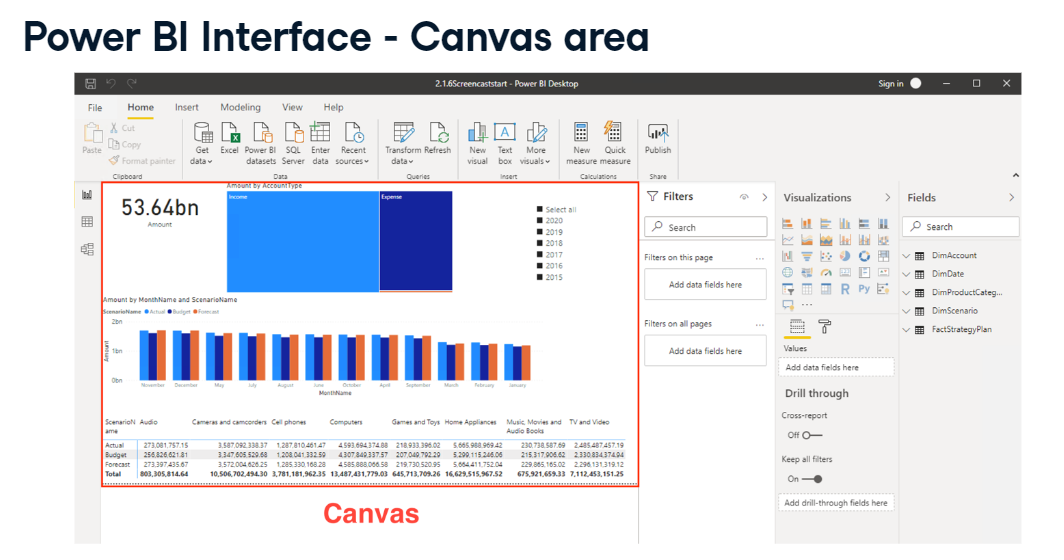 Power BI Interface - Canvas area
2.1.6Screencaststart - Power BI Desktop
Sign in
File Home Insert Modeling View Help
Cut
Copy
Format painter
Paste
Get data
Excel
Power BI datasets
SQL Server
Enter data
Recent sources
Transform data
Refresh
New visual
Text box
More visuals
New measure
Quick measure
Publish
Clipboard Data Queries Insert Calculations Share
53.64bn
Amount
Amount by AccountType
Income
Expense
Select all
2020
2019
2018
2017
2016
2015
Amount by MonthName and ScenarioName
ScenarioName Actual Budget Forecast
2bn
1bn
0bn
Amount
November December May July August June October April September March February January
MonthName
ScenarioN ame Audio Cameras and camcorders Cell phones Computers Games and Toys Home Appliances Music, Movies and Audio Books TV and Video
Actual 273,081,757.15 3,587,092,338.37 1,287,810,461.47 4,593,694,374.88 218,933,396.02 5,665,988,969.42 230,738,587.69 2,485,487,457.19
Budget 256,826,621.81 3,347,605,529.68 1,208,041,332.59 4,307,849,337.57 207,049,792.29 5,299,115,246.06 215,317,906.62 2,330,834,374.94
Forecast 273,397,435.67 3,572,004,626.25 1,285,330,168.28 4,585,888,066.58 219,730,520.95 5,664,411,752.04 229,865,165.02 2,296,131,319.12
Total 803,305,814.64 10,506,702,494.30 3,781,181,962.35 13,487,431,779.03 645,713,709.26 16,629,515,967.52 675,921,659.33 7,112,453,151.25
Canvas
Filters
Search
Filters on this page
Add data fields here
Filters on all pages
Add data fields here
Visualizations
R Py
Values
Add data fields here
Drill through
Cross-report
Off
Keep all filters
On
Add drill-through fields here
Fields
Search
DimAccount
DimDate
DimProductCateg...
DimScenario
FactStrategyPlan